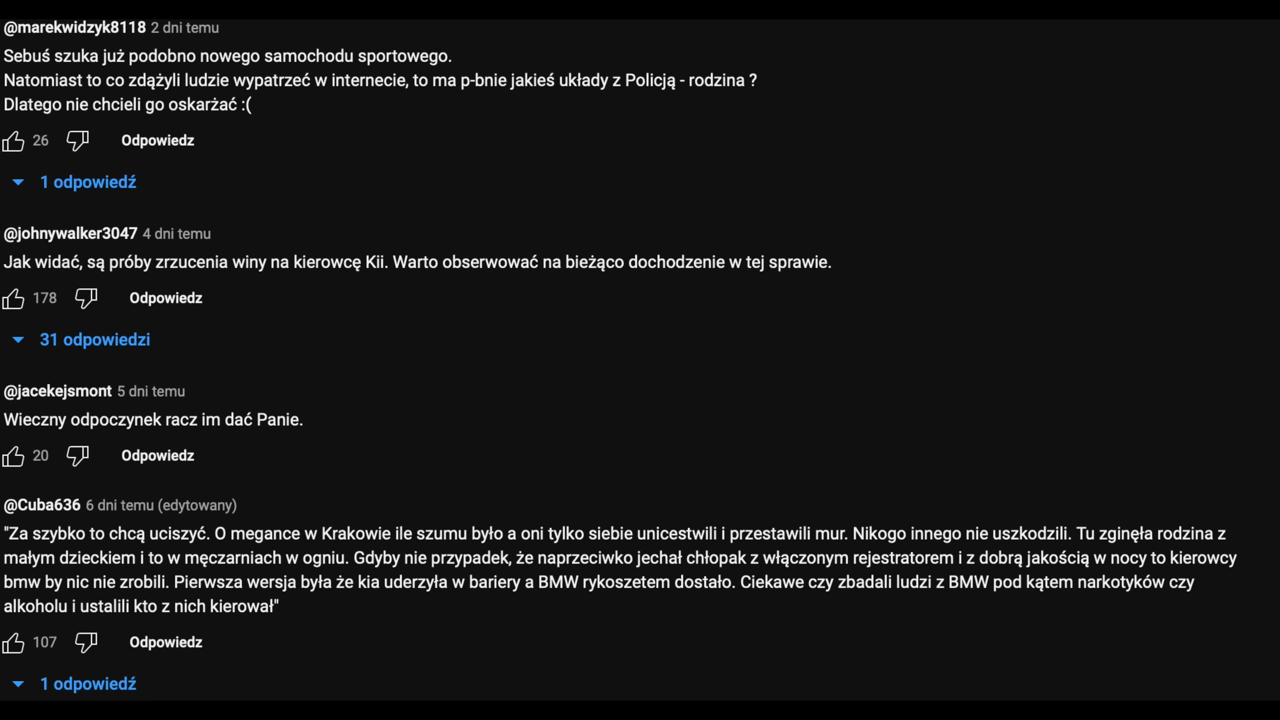 @marekwidzyk8118 2 dni temu
Sebuś szuka już podobno nowego samochodu sportowego.
Natomiast to co zdążyli ludzie wypatrzeć w internecie, to ma p-bnie jakieś układy z Policją - rodzina ?
Dlatego nie chcieli go oskarżać :(
26 Odpowiedz
1 odpowiedź
@johnywalker3047 4 dni temu
Jak widać, są próby zrzucenia winy na kierowcę Kii. Warto obserwować na bieżąco dochodzenie w tej sprawie.
178 Odpowiedz
31 odpowiedzi
@jacekejsmont 5 dni temu
Wieczny odpoczynek racz im dać Panie.
20 Odpowiedz
@Cuba636 6 dni temu (edytowany)
"Za szybko to chcą uciszyć. O megance w Krakowie ile szumu było a oni tylko siebie unicestwili i przestawili mur. Nikogo innego nie uszkodzili. Tu zginęła rodzina z
małym dzieckiem i to w męczarniach w ogniu. Gdyby nie przypadek, że naprzeciwko jechał chłopak z włączonym rejestratorem i z dobrą jakością w nocy to kierowcy
bmw by nic nie zrobili. Pierwsza wersja była że kia uderzyła w bariery a BMW rykoszetem dostało. Ciekawe czy zbadali ludzi z BMW pod kątem narkotyków czy
alkoholu i ustalili kto z nich kierował"
107 Odpowiedz
1 odpowiedź